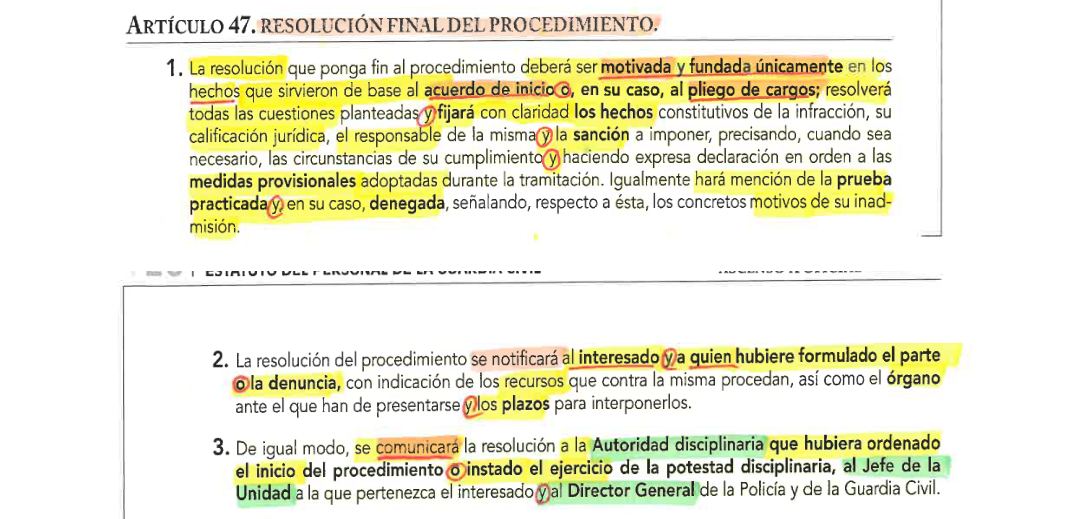 ARTÍCULO 47. RESOLUCIÓN FINAL DEL PROCEDIMIENTO.
1. La resolución que ponga fin al procedimiento deberá ser motivada y fundada únicamente en los
hechos que sirvieron de base al acuerdo de inicio o, en su caso, al pliego de cargos; resolverá
todas las cuestiones planteadas y fijará con claridad los hechos constitutivos de la infracción, su
calificación jurídica, el responsable de la misma y la sanción a imponer, precisando, cuando sea
necesario, las circunstancias de su cumplimiento y haciendo expresa declaración en orden a las
medidas provisionales adoptadas durante la tramitación. Igualmente hará mención de la prueba
practicada y, en su caso, denegada, señalando, respecto a ésta, los concretos motivos de su inad-
misión.
ESTATUTO DEL PERSONAL DE LA GUARDIA CIVIL
2. La resolución del procedimiento se notificará al interesado y a quien hubiere formulado el parte
o la denuncia, con indicación de los recursos que contra la misma procedan, así como el órgano
ante el que han de presentarse y los plazos para interponerlos.
3. De igual modo, se comunicará la resolución a la Autoridad disciplinaria que hubiera ordenado
el inicio del procedimiento o instado el ejercicio de la potestad disciplinaria, al Jefe de la
Unidad a la que pertenezca el interesado y al Director General de la Policía y de la Guardia Civil.